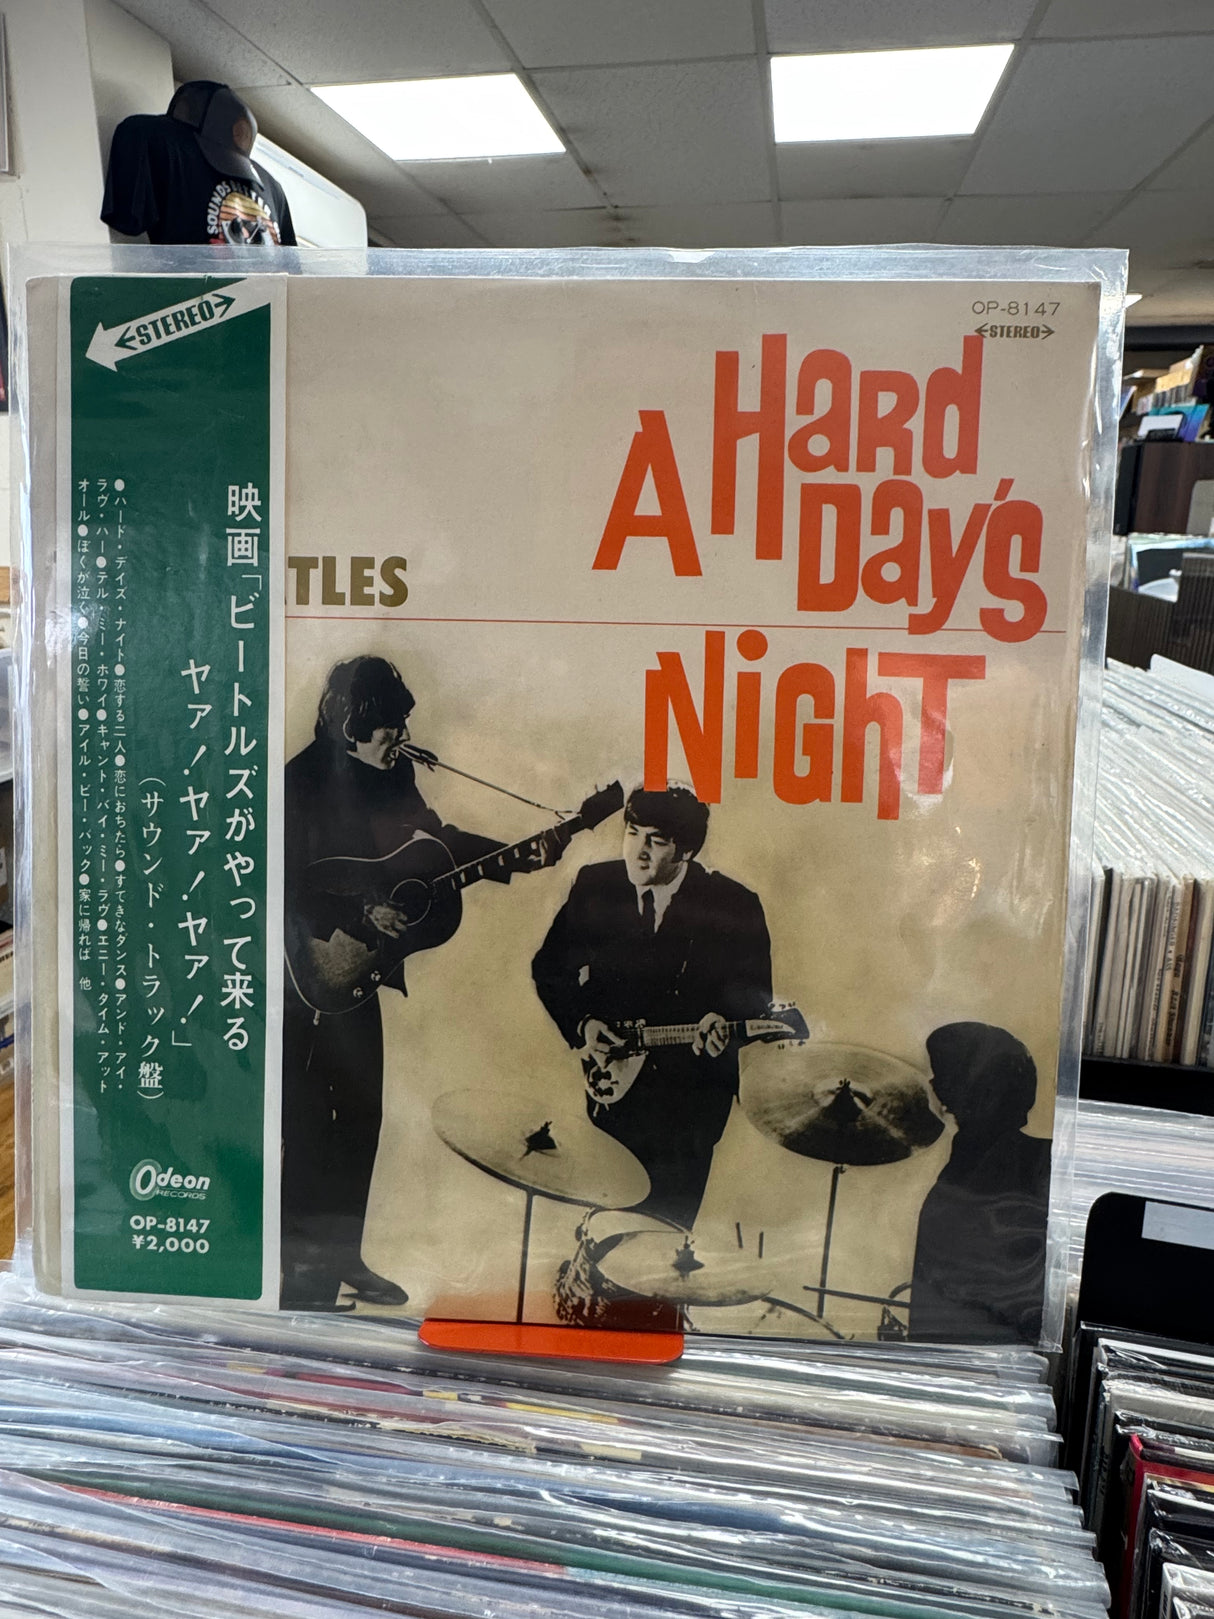 SOUNDS
←STEREO→
OP-8147
←STEREO→
A Hard
Day's
Night
TLES
映画「ビートルズがやって来る
ヤァ!ヤァ!ヤァ!」
(サウンド・トラック盤)
●ハード・デイズ・ナイト●恋する二人●恋におちたら●すてきなダンス●アンド・アイ・
ラヴ・ハー●テル・ミー・ホワイ●キャント・バイ・ミー・ラヴ●エニー・タイム・アット
オール●ぼくが泣く●今日の誓い●アイル・ビー・バック●家に帰れば 他
Odeon
RECORDS
OP-8147
¥2,000